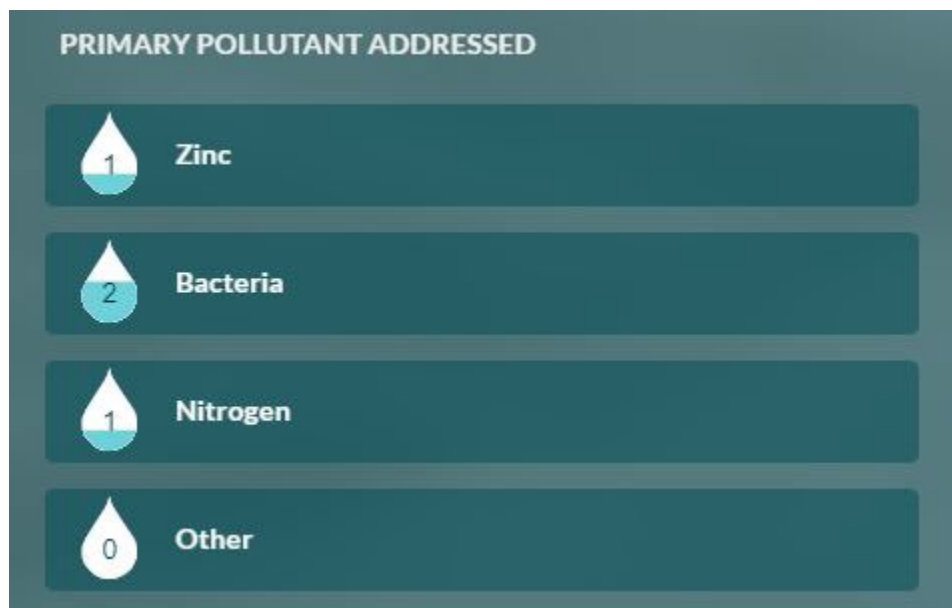 PRIMARY POLLUTANT ADDRESSED
1 Zinc
2 Bacteria
1 Nitrogen
0 Other